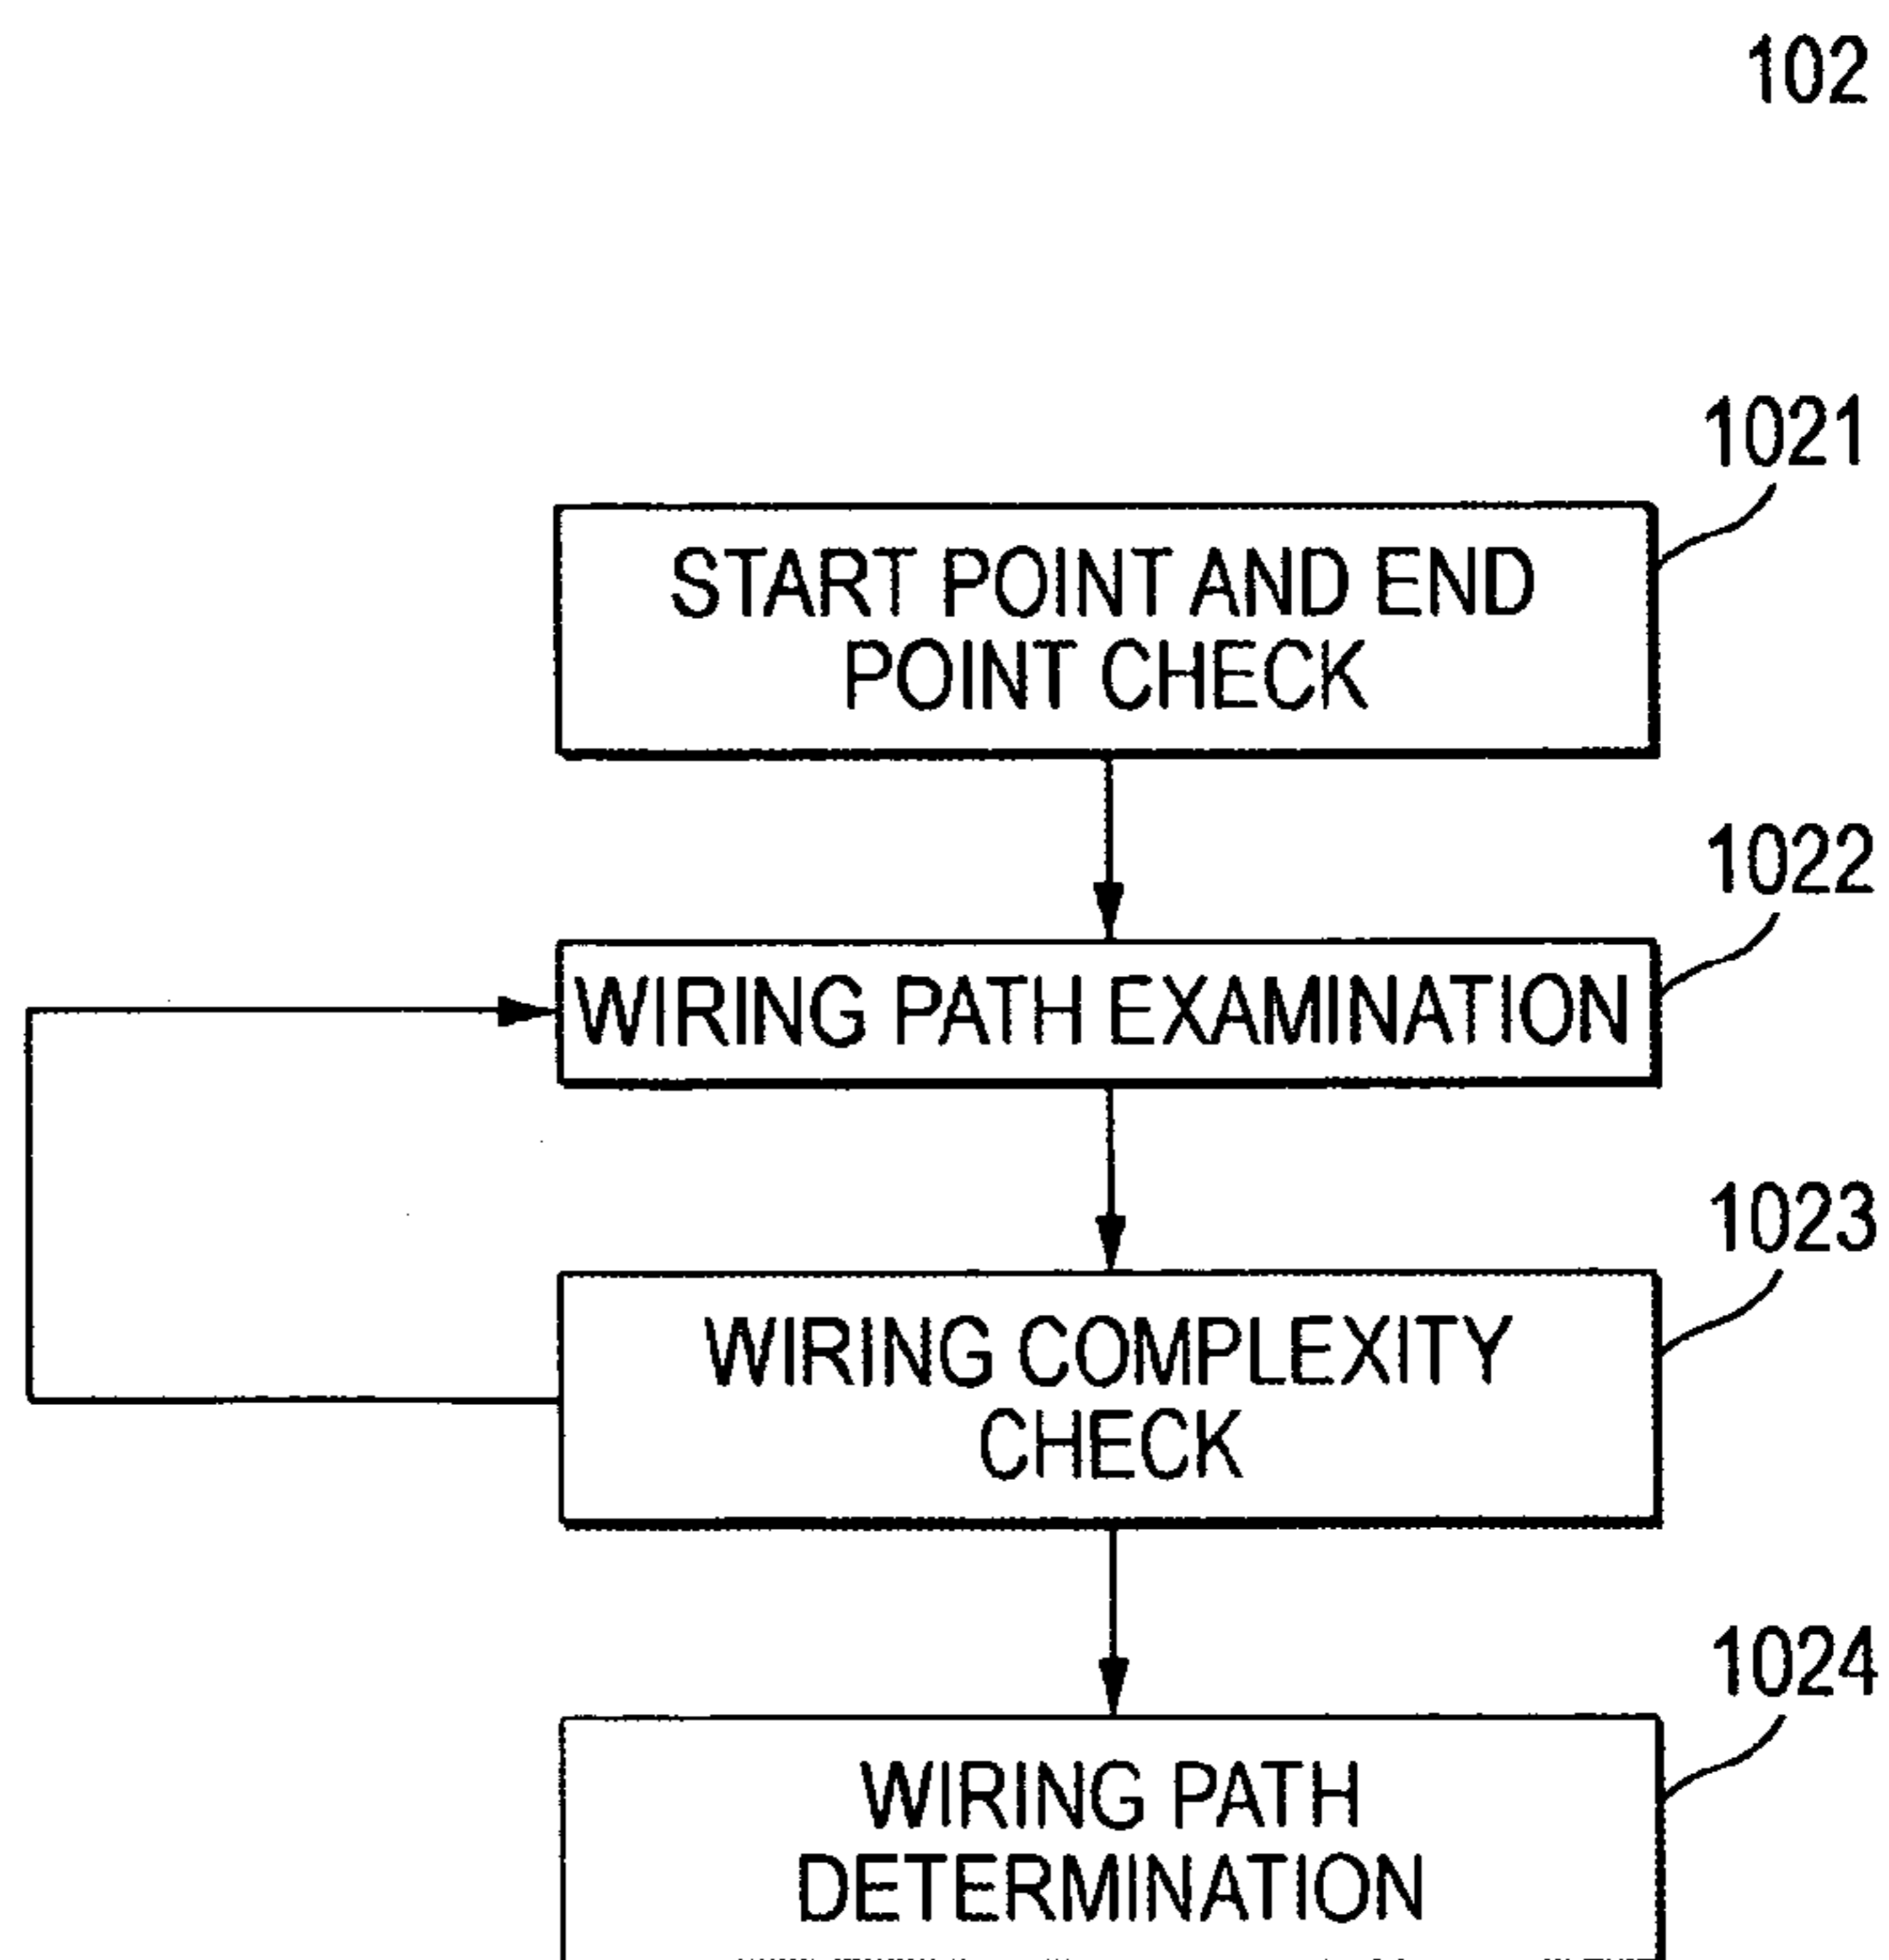 102
1021
START POINT AND END
POINT CHECK
1022
WIRING PATH EXAMINATION
1023
WIRING COMPLEXITY
CHECK
1024
WIRING PATH
DETERMINATION